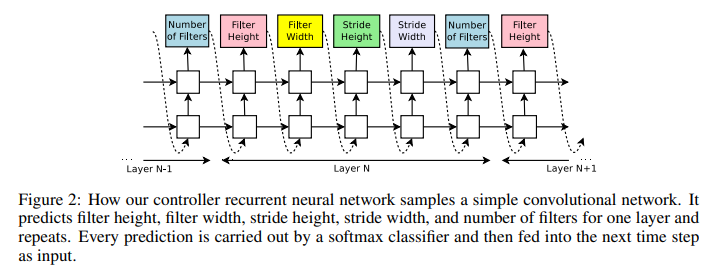 Number of Filters
Filter Height
Filter Width
Stride Height
Stride Width
Number of Filters
Filter Height
...
...
Layer N-1
Layer N
Layer N+1
Figure 2: How our controller recurrent neural network samples a simple convolutional network. It
predicts filter height, filter width, stride height, stride width, and number of filters for one layer and
repeats. Every prediction is carried out by a softmax classifier and then fed into the next time step
as input.